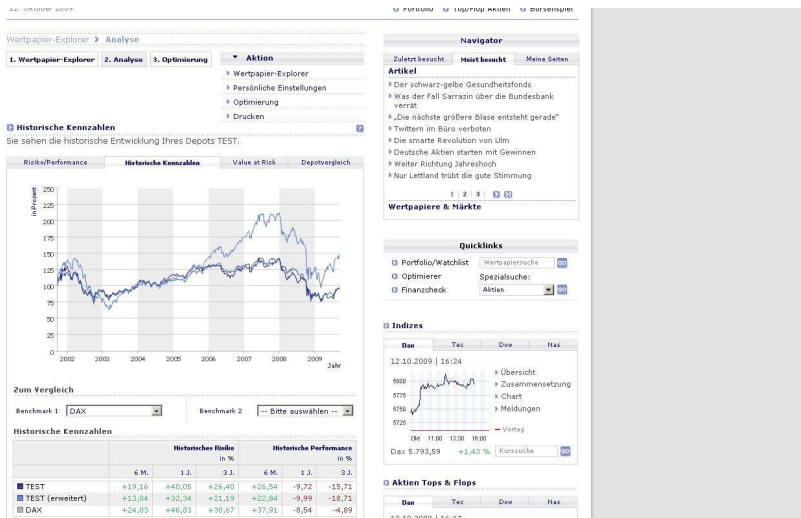 12. Oktober 2009
Portfolio Top/Flop Aktien Börsenspiel
Wertpapier-Explorer Analyse
1. Wertpapier-Explorer 2. Analyse 3. Optimierung
Aktion
Wertpapier-Explorer
Persönliche Einstellungen
Optimierung
Drucken
Historische Kennzahlen
Sie sehen die historische Entwicklung Ihres Depots TEST.
Risiko/Performance Historische Kennzahlen Value at Risk Depotvergleich
in Prozent
250
225
200
175
150
125
100
75
50
25
0
2002 2003 2004 2005 2006 2007 2008 2009
Jahr
Zum Vergleich
Benchmark 1 DAX Benchmark 2 -- Bitte auswählen --
Historische Kennzahlen
Historisches Risiko Historische Performance
in % in %
6 M. 1 J. 3 J. 6 M. 1 J. 3 J.
TEST +19,16 +40,05 +26,40 +26,54 -9,72 -15,71
TEST (erweitert) +13,84 +32,34 +21,19 +22,84 -9,99 -18,71
DAX +24,03 +46,83 +30,67 +37,91 -8,54 -4,89
Navigator
Zuletzt besucht Meist besucht Meine Seiten
Artikel
Der schwarz-gelbe Gesundheitsfonds
Was der Fall Sarrazin über die Bundesbank
verrät
„Die nächste größere Blase entsteht gerade"
Twittern im Büro verboten
Die smarte Revolution von Ulm
Deutsche Aktien starten mit Gewinnen
Weiter Richtung Jahreshoch
Nur Lettland trübt die gute Stimmung
1 | 2 | 3 |
Wertpapiere & Märkte
Quicklinks
Portfolio/Watchlist Wertpapiersuche GO
Optimierer Spezialsuche:
Finanzcheck Aktien GO
Indizes
Dax Tec Dow Nas
12.10.2009 | 16:24
5800
5775
5750
5725
Okt 11:00 13:30 16:00
Übersicht
Zusammensetzung
Chart
Meldungen
Vortag
Dax 5.793,59 +1,43 % Kurssuche GO
Aktien Tops & Flops
Dax Tec Dow Nas